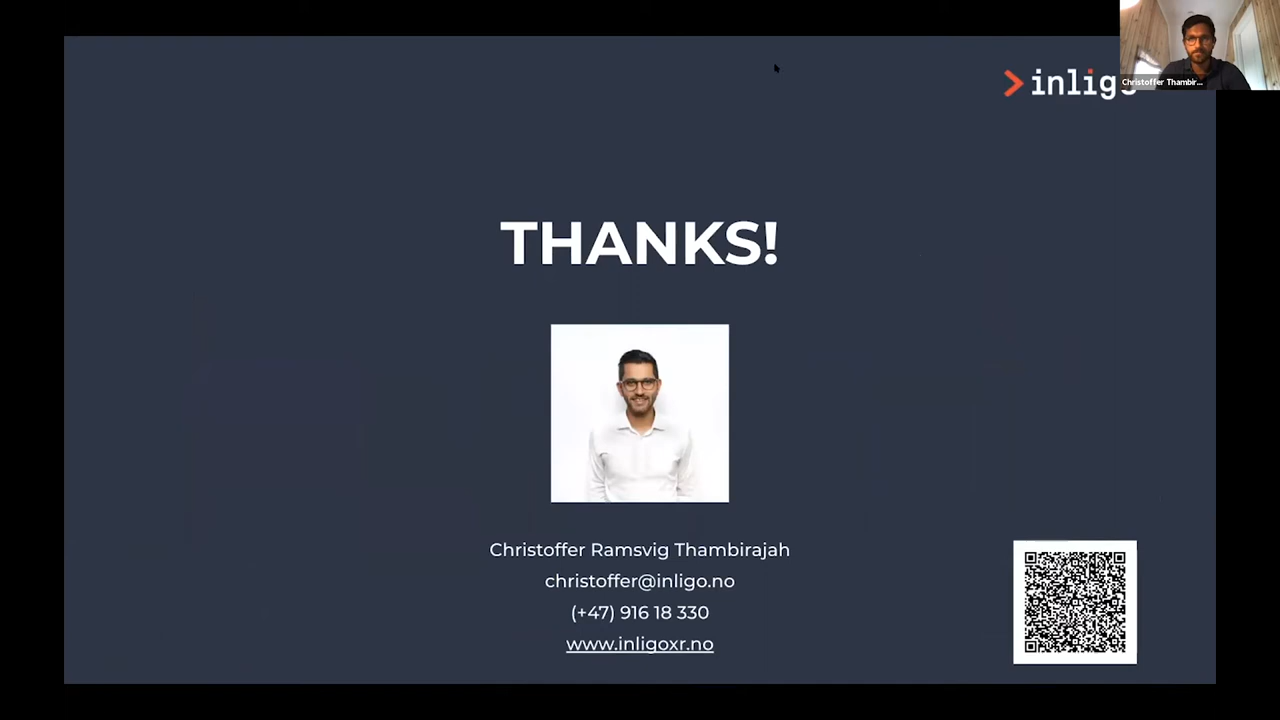 inligo
Christoffer Thambir...
THANKS!
Christoffer Ramsvig Thambirajah
christoffer@inligo.no
(+47) 916 18 330
www.inligoxr.no